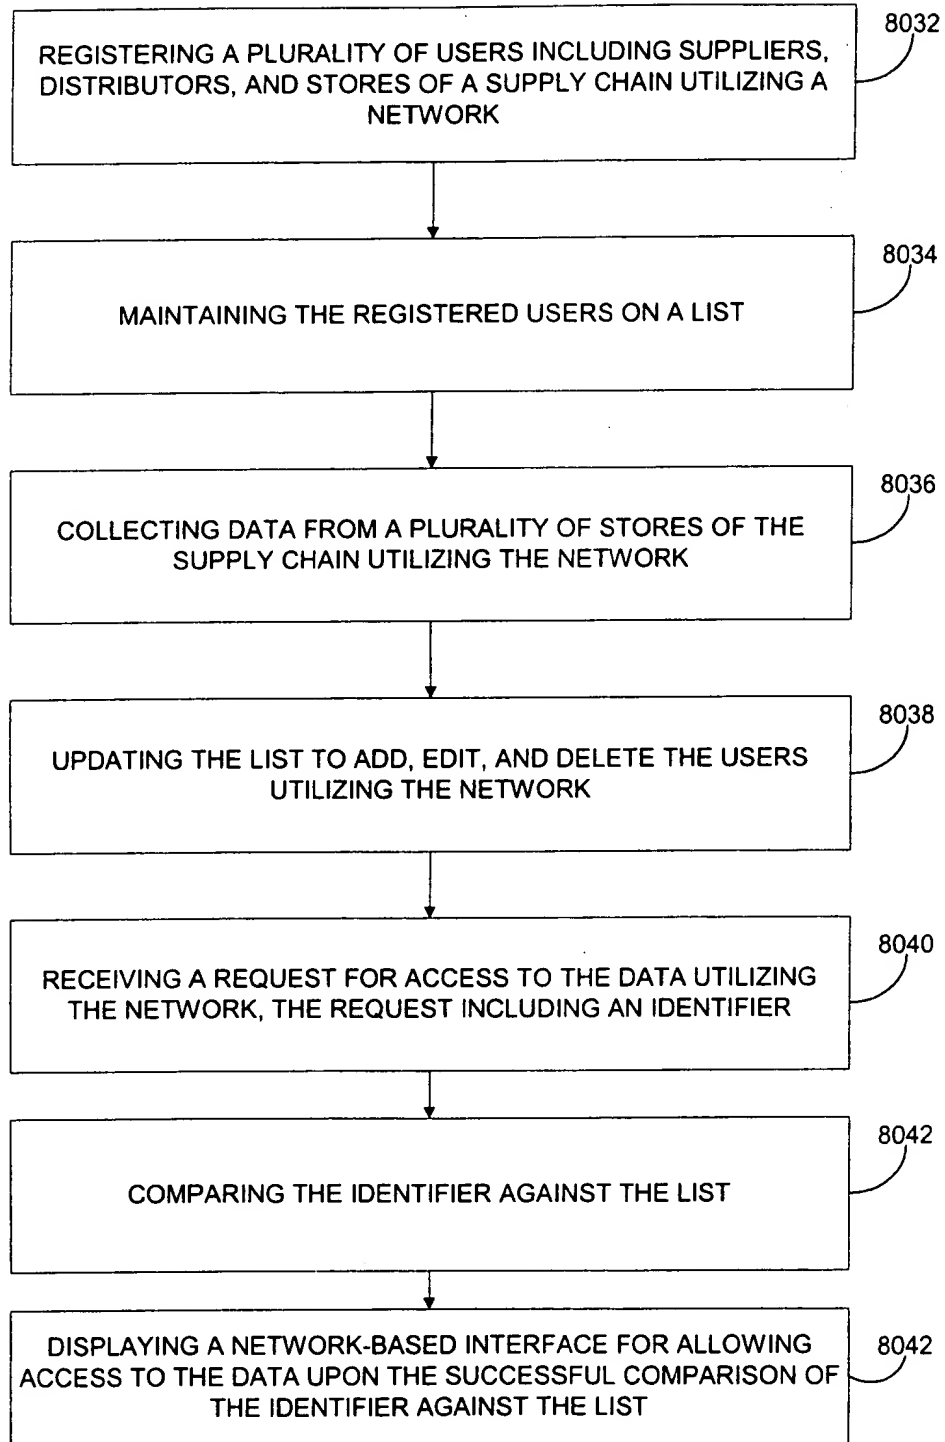 8032
REGISTERING A PLURALITY OF USERS INCLUDING SUPPLIERS,
DISTRIBUTORS, AND STORES OF A SUPPLY CHAIN UTILIZING A
NETWORK
8034
MAINTAINING THE REGISTERED USERS ON A LIST
8036
COLLECTING DATA FROM A PLURALITY OF STORES OF THE
SUPPLY CHAIN UTILIZING THE NETWORK
8038
UPDATING THE LIST TO ADD, EDIT, AND DELETE THE USERS
UTILIZING THE NETWORK
8040
RECEIVING A REQUEST FOR ACCESS TO THE DATA UTILIZING
THE NETWORK, THE REQUEST INCLUDING AN IDENTIFIER
8042
COMPARING THE IDENTIFIER AGAINST THE LIST
8042
DISPLAYING A NETWORK-BASED INTERFACE FOR ALLOWING
ACCESS TO THE DATA UPON THE SUCCESSFUL COMPARISON OF
THE IDENTIFIER AGAINST THE LIST